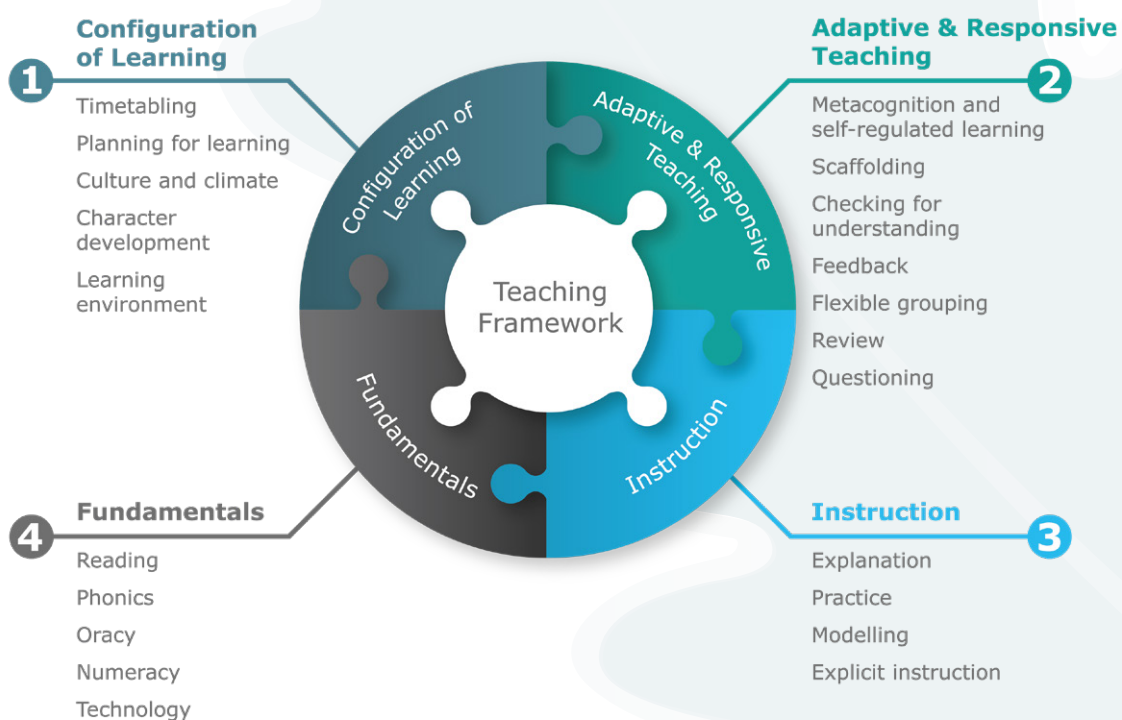 Configuration
of Learning
1
Timetabling
Planning for learning
Culture and climate
Character
development
Learning
environment
Adaptive & Responsive
Teaching
2
Metacognition and
self-regulated learning
Scaffolding
Checking for
understanding
Feedback
Flexible grouping
Review
Questioning
Configuration of
Learning
Adaptive & Responsive
Teaching
Teaching
Framework
Fundamentals
Instruction
Fundamentals
4
Reading
Phonics
Oracy
Numeracy
Technology
Instruction
3
Explanation
Practice
Modelling
Explicit instruction